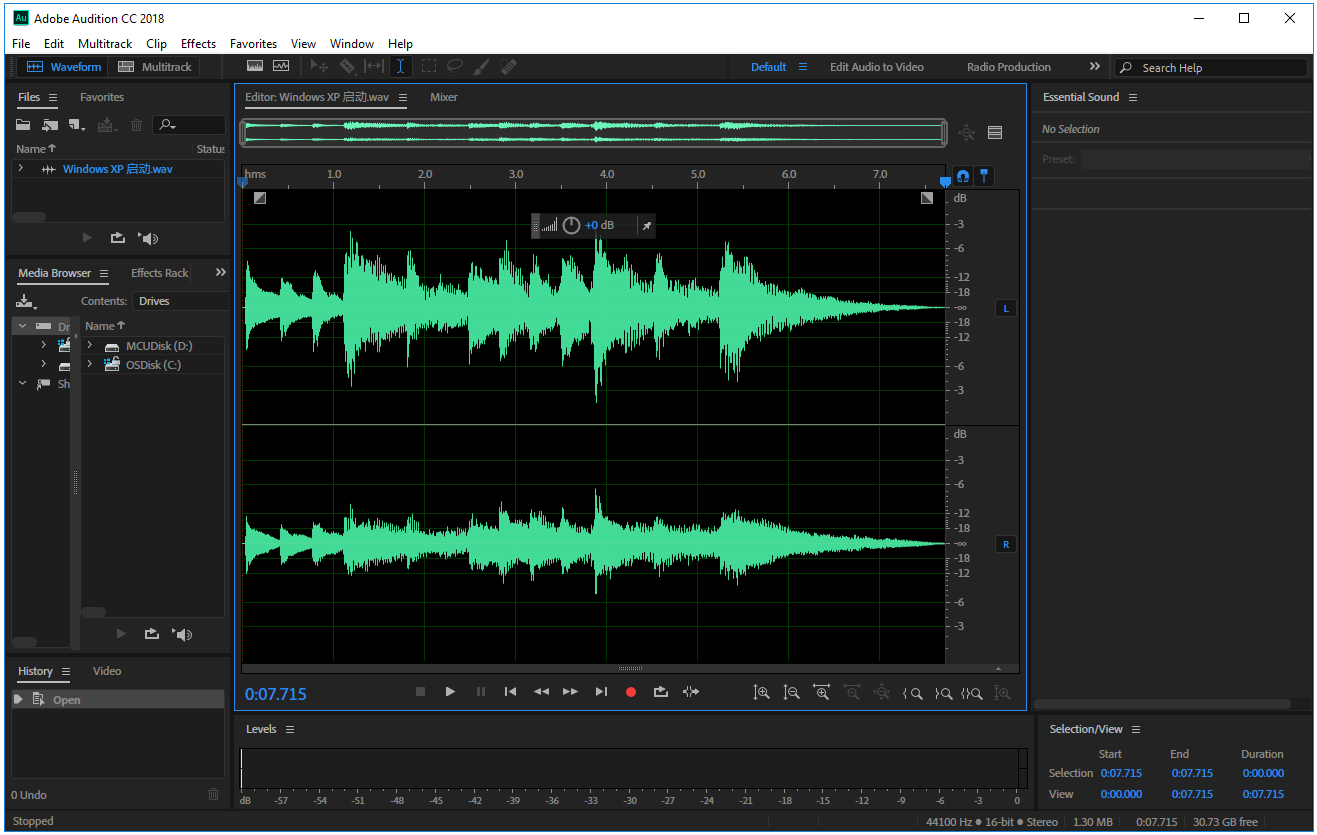 Au Adobe Audition CC 2018
File Edit Multitrack Clip Effects Favorites View Window Help
Waveform Multitrack Default Edit Audio to Video Radio Production Search Help
Files Favorites
Name Status
Windows XP 启动.wav
Media Browser Effects Rack
Contents: Drives
Dr Name
MCUDisk (D:)
OSDisk (C:)
Sh
History Video
Open
0 Undo
Editor: Windows XP 启动.wav Mixer
hms 1.0 2.0 3.0 4.0 5.0 6.0 7.0
dB
+0 dB
-3
-6
-12
-18
-∞
L
-18
-12
-6
-3
dB
-3
-6
-12
-18
-∞
R
-18
-12
-6
-3
0:07.715
Levels
dB -57 -54 -51 -48 -45 -42 -39 -36 -33 -30 -27 -24 -21 -18 -15 -12 -9 -6 -3 0
Essential Sound
No Selection
Preset:
Selection/View
Start End Duration
Selection 0:07.715 0:07.715 0:00.000
View 0:00.000 0:07.715 0:07.715
Stopped 44100 Hz ● 16-bit ● Stereo 1.30 MB 0:07.715 30.73 GB free